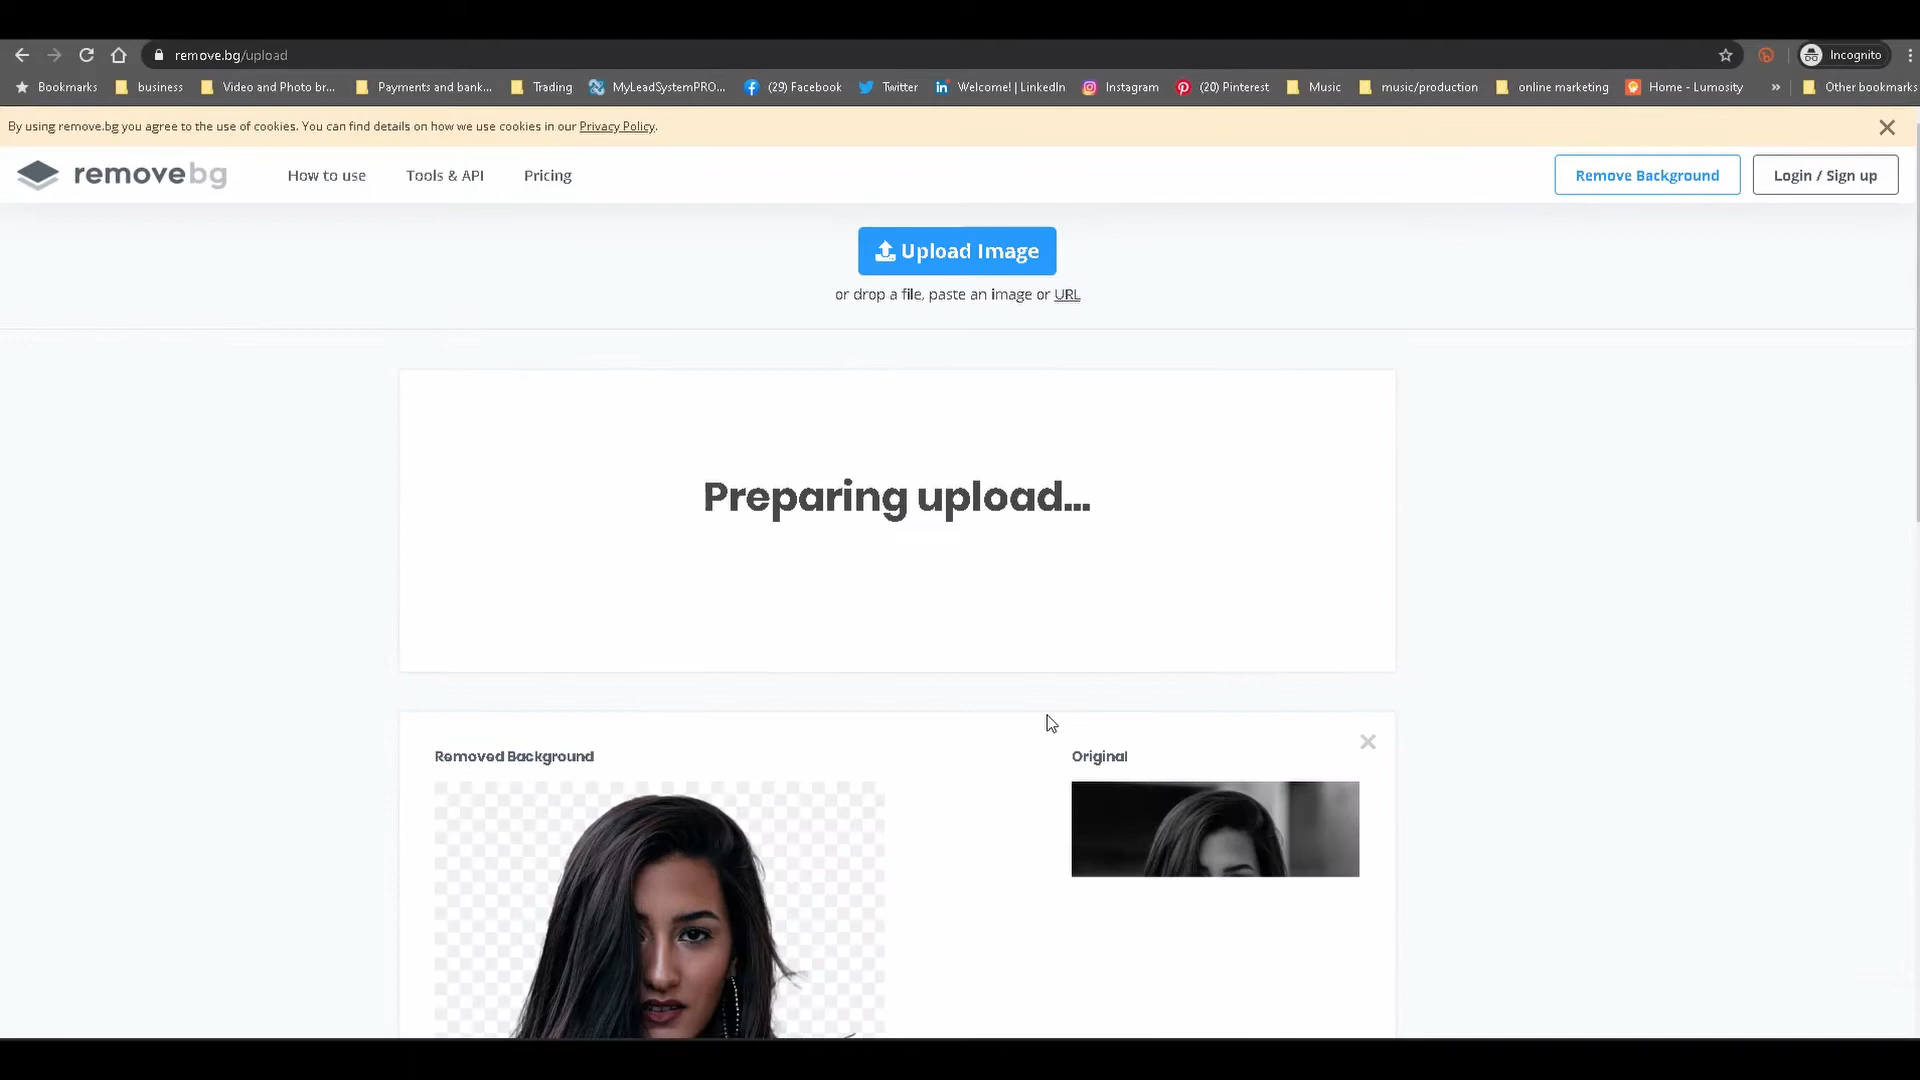 remove.bg/upload
Incognito
Bookmarks business Video and Photo br... Payments and bank... Trading MyLeadSystemPRO... (29) Facebook Twitter Welcome! | LinkedIn Instagram (20) Pinterest Music music/production online marketing Home - Lumosity » Other bookmarks
By using remove.bg you agree to the use of cookies. You can find details on how we use cookies in our Privacy Policy.
removebg How to use Tools & API Pricing Remove Background Login / Sign up
Upload Image
or drop a file, paste an image or URL
Preparing upload...
Removed Background Original